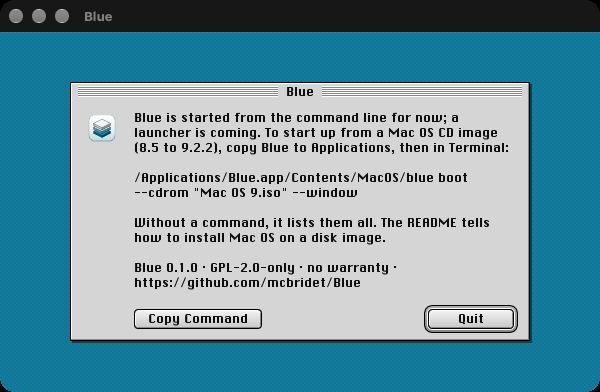 Blue
Blue
Blue is started from the command line for now; a
launcher is coming. To start up from a Mac OS CD image
(8.5 to 9.2.2), copy Blue to Applications, then in Terminal:
/Applications/Blue.app/Contents/MacOS/blue boot
--cdrom "Mac OS 9.iso" --window
Without a command, it lists them all. The README tells
how to install Mac OS on a disk image.
Blue 0.1.0 · GPL-2.0-only · no warranty ·
https://github.com/mcbridet/Blue
Copy Command
Quit